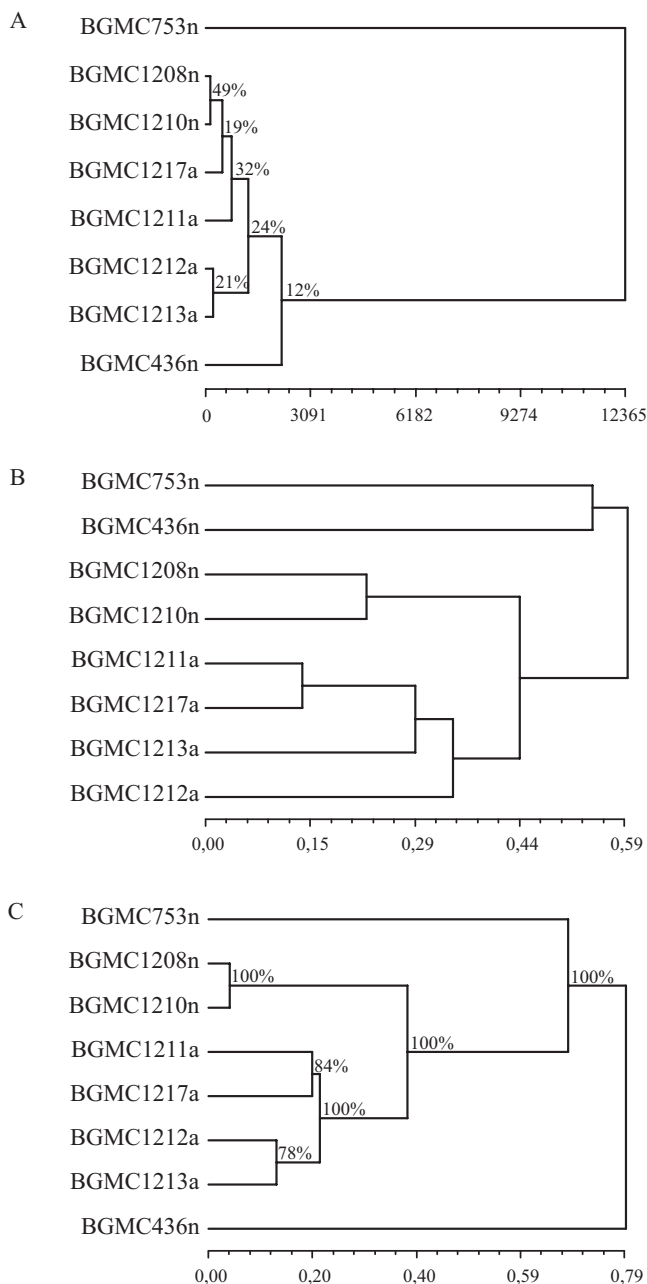 A
BGMC753n
BGMC1208n
49%
BGMC1210n
19%
BGMC1217a
32%
BGMC1211a
24%
BGMC1212a
21%
12%
BGMC1213a
BGMC436n
0 3091 6182 9274 12365
B
BGMC753n
BGMC436n
BGMC1208n
BGMC1210n
BGMC1211a
BGMC1217a
BGMC1213a
BGMC1212a
0,00 0,15 0,29 0,44 0,59
C
BGMC753n
BGMC1208n
100% 100%
BGMC1210n
BGMC1211a
100%
84%
BGMC1217a
100%
BGMC1212a
78%
BGMC1213a
BGMC436n
0,00 0,20 0,40 0,59 0,79